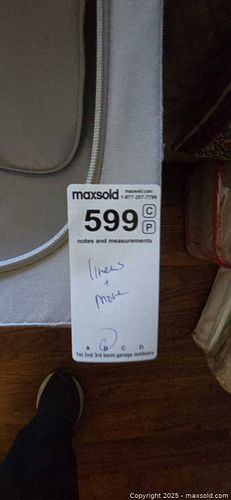 maxsold maxsold.com
1-877-257-7799
599 C
P
notes and measurements
linens
+
more
A B C D
1st 2nd 3rd bsmt garage outdoors
© 2025 - maxsold.com